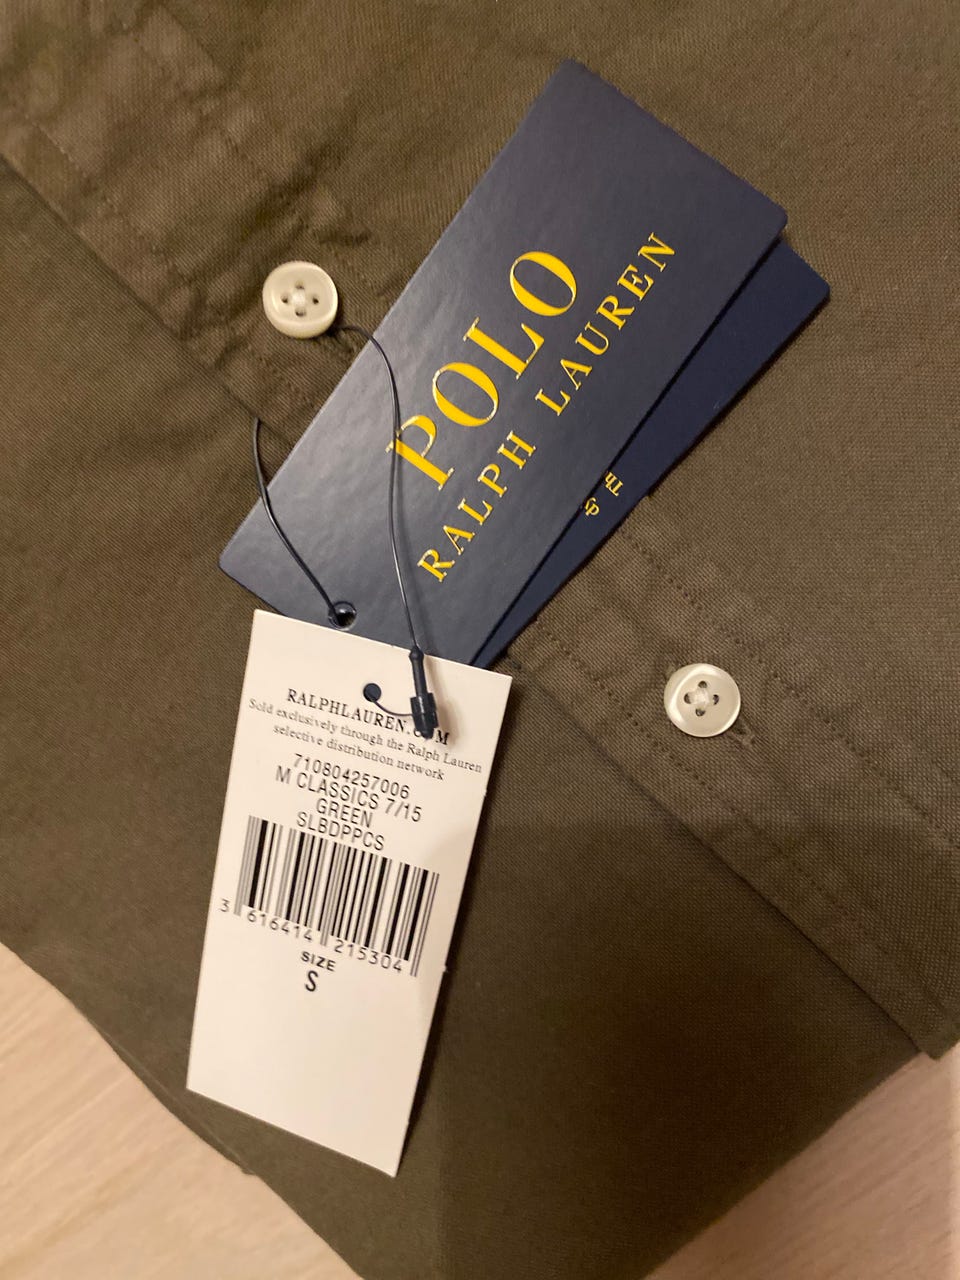 POLO
RALPH LAUREN
RALPHLAUREN.COM
Sold exclusively through the Ralph Lauren
selective distribution network
710804257006
M CLASSICS 7/15
GREEN
SLBDPPCS
3 616414 215304
SIZE
S